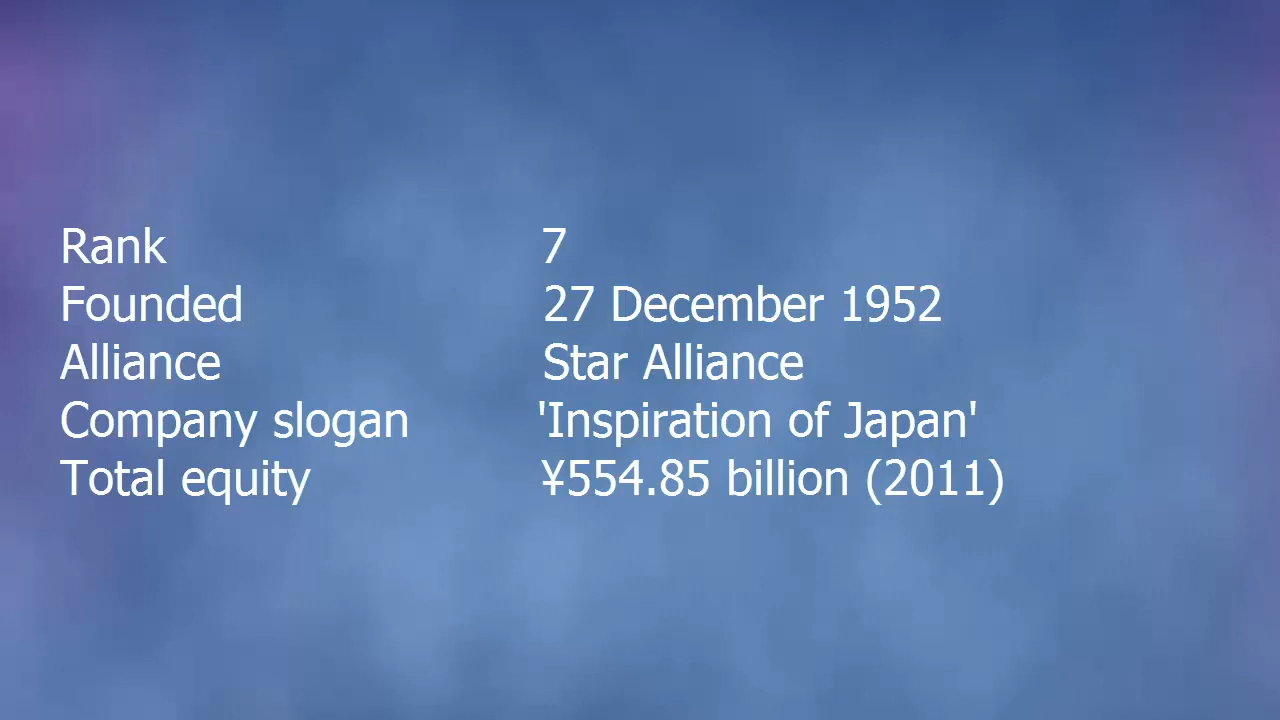 Rank 7
Founded 27 December 1952
Alliance Star Alliance
Company slogan 'Inspiration of Japan'
Total equity ¥554.85 billion (2011)